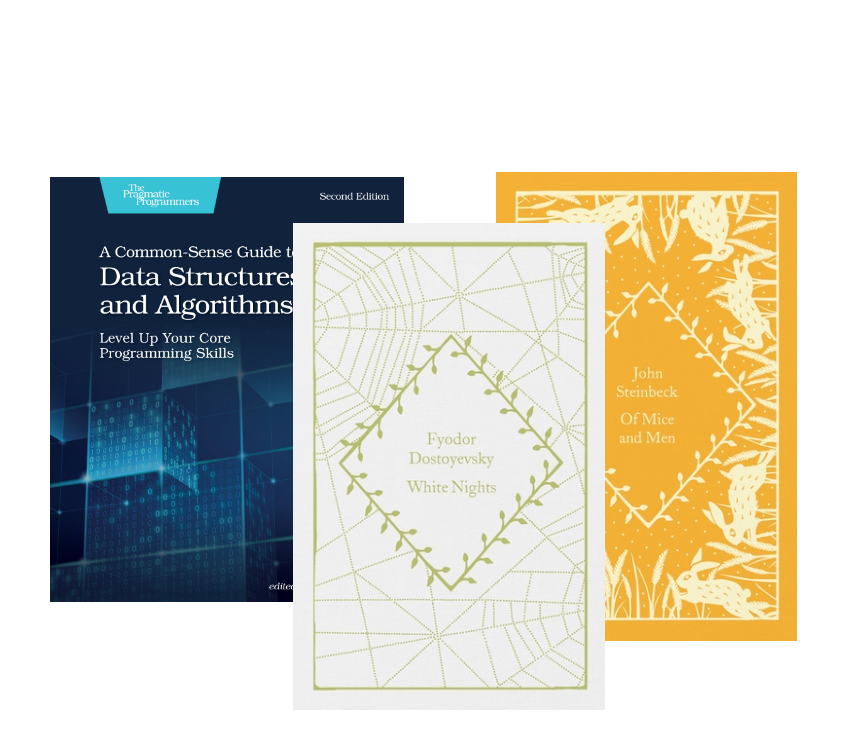 The
Pragmatic
Programmers
Second Edition
A Common-Sense Guide to
Data Structures
and Algorithms
Level Up Your Core
Programming Skills
Fyodor
Dostoyevsky
White Nights
John
Steinbeck
Of Mice
and Men